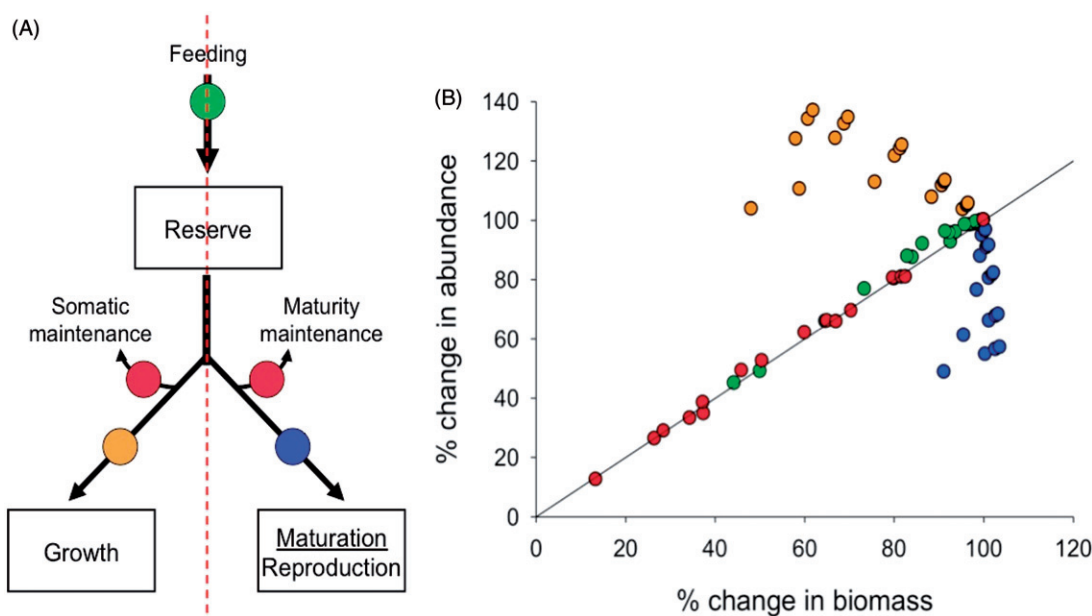 (A)
Feeding
Reserve
Somatic
maintenance
Maturity
maintenance
Growth
Maturation
Reproduction
(B)
% change in abundance
140
120
100
80
60
40
20
0
0 20 40 60 80 100 120
% change in biomass